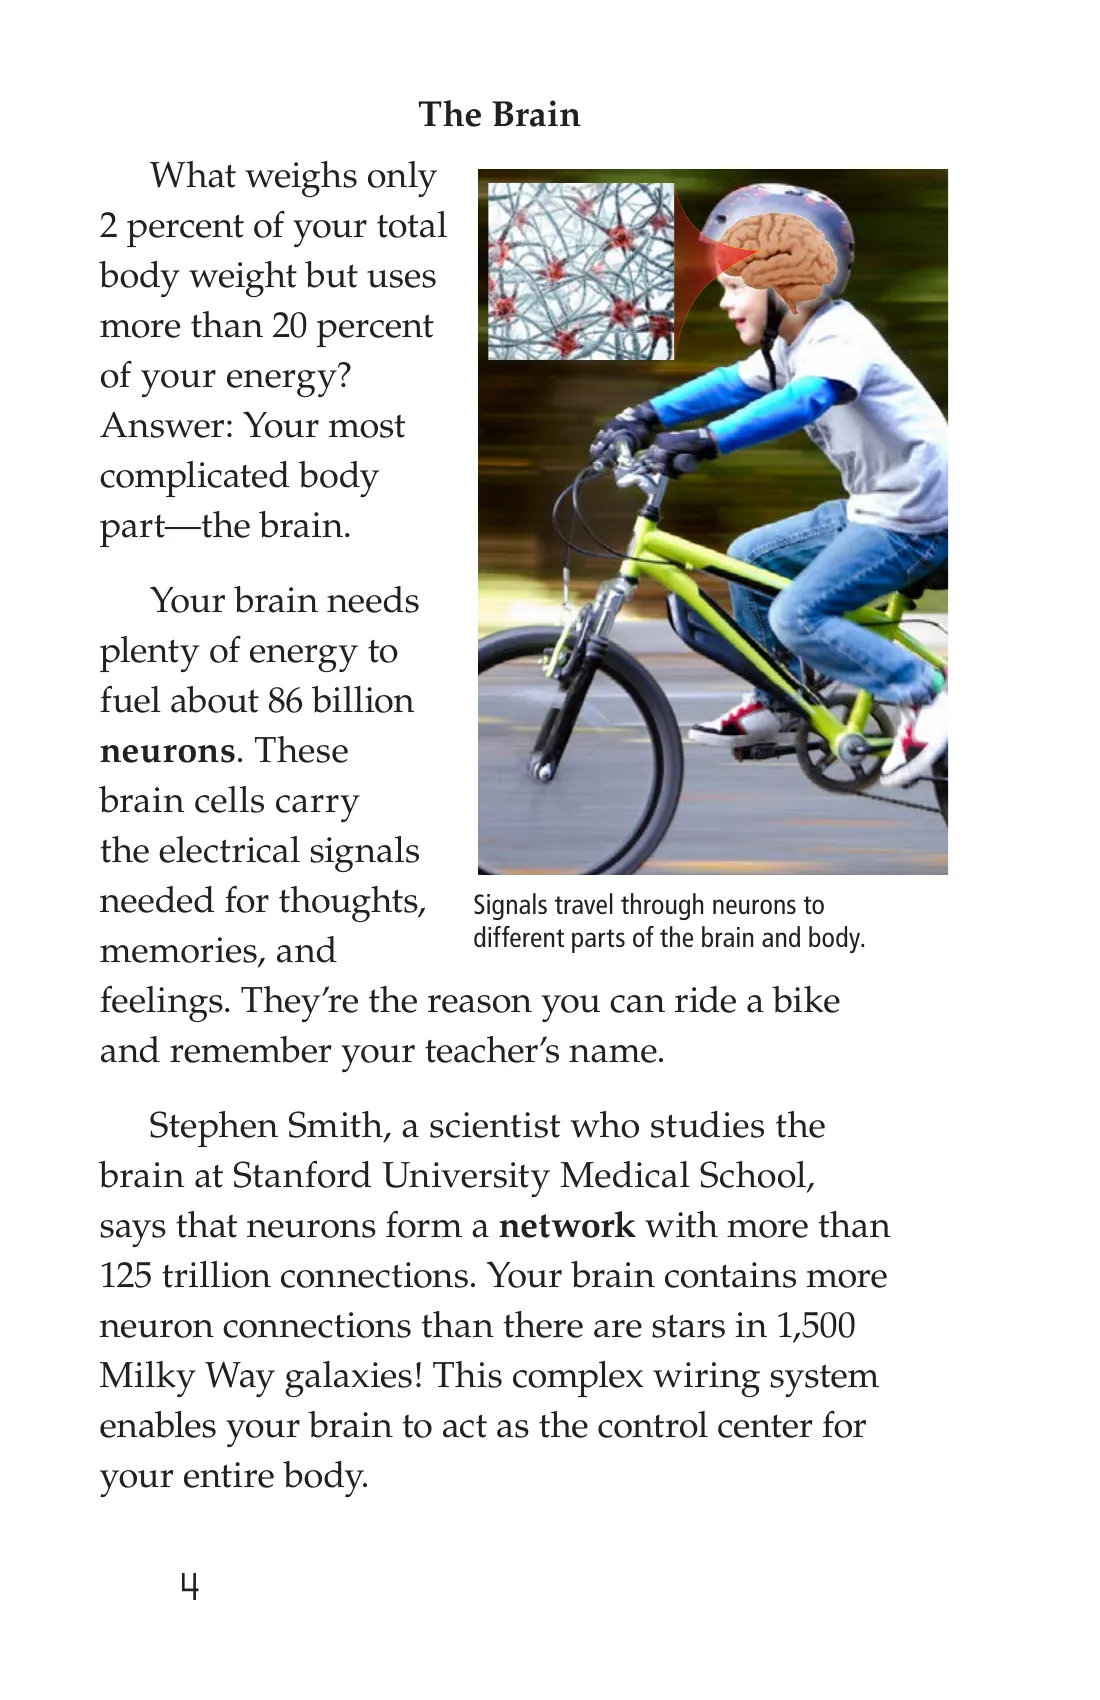 The Brain
What weighs only
2 percent of your total
body weight but uses
more than 20 percent
of your energy?
Answer: Your most
complicated body
part—the brain.
Your brain needs
plenty of energy to
fuel about 86 billion
neurons. These
brain cells carry
the electrical signals
needed for thoughts,
memories, and
feelings. They’re the reason you can ride a bike
and remember your teacher’s name.
Signals travel through neurons to
different parts of the brain and body.
Stephen Smith, a scientist who studies the
brain at Stanford University Medical School,
says that neurons form a network with more than
125 trillion connections. Your brain contains more
neuron connections than there are stars in 1,500
Milky Way galaxies! This complex wiring system
enables your brain to act as the control center for
your entire body.
4